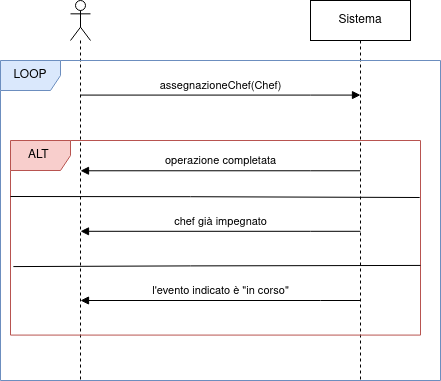 Sistema
LOOP
assegnazioneChef(Chef)
ALT
operazione completata
chef già impegnato
l'evento indicato è "in corso"